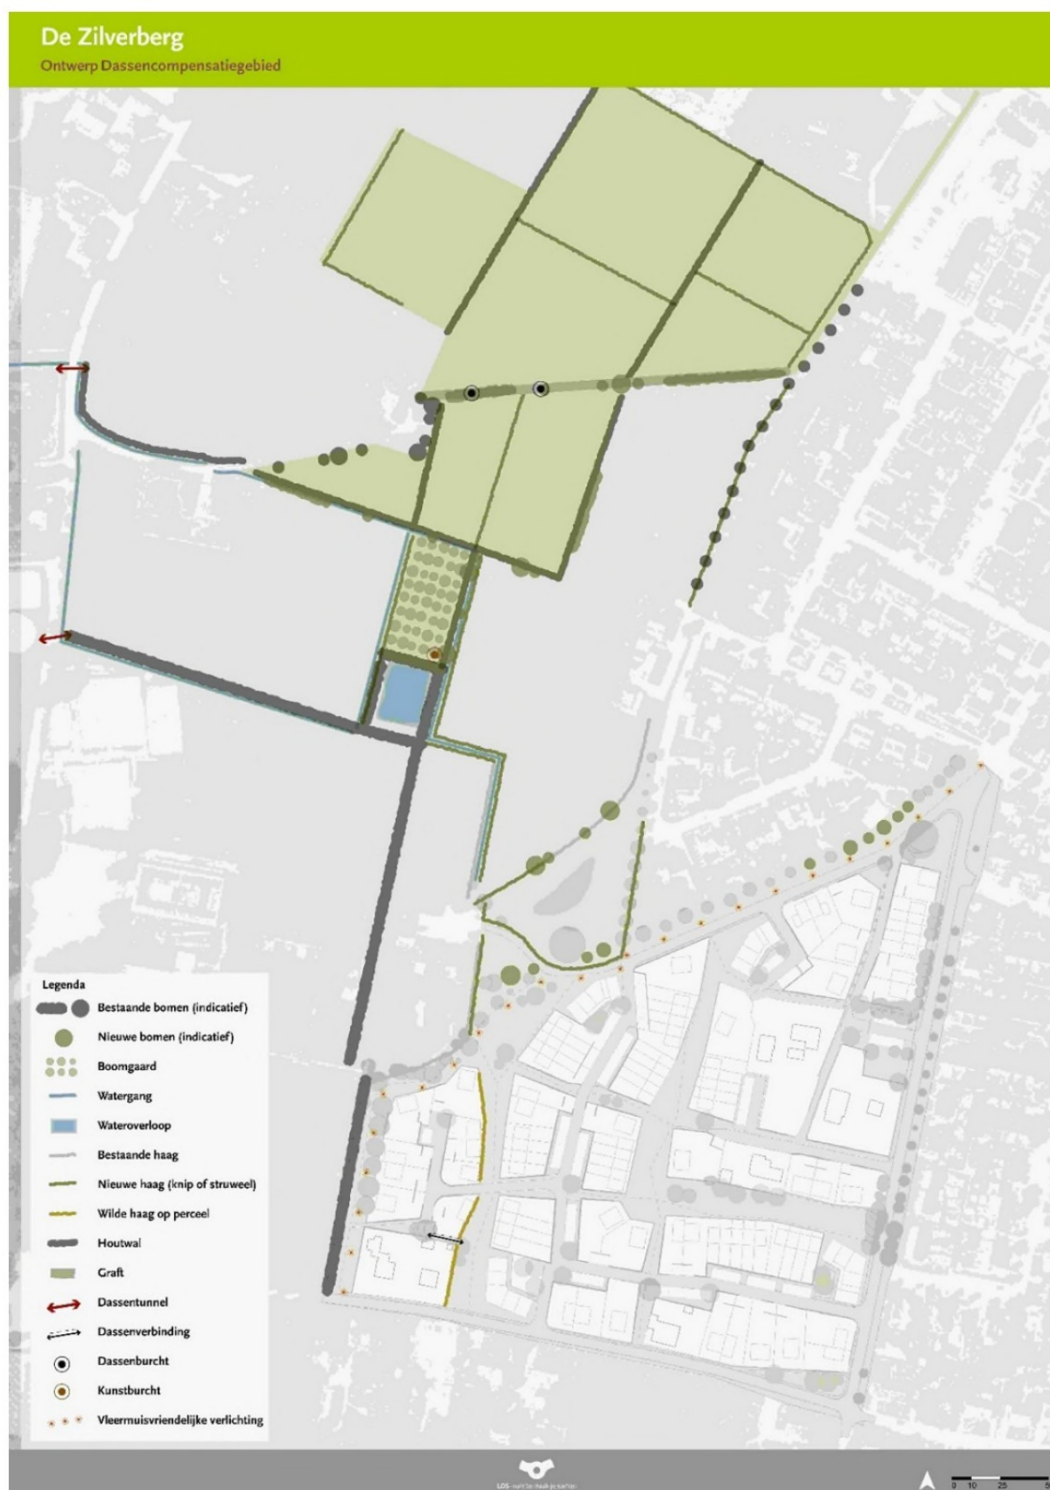 De Zilverberg
Ontwerp Dassencompensatiegebied
Legenda
Bestaande bomen (indicatief)
Nieuwe bomen (indicatief)
Boomgaard
Watergang
Wateroverloop
Bestaande haag
Nieuwe haag (knip of struweel)
Wilde haag op perceel
Houtwal
Graft
Dassentunnel
Dassenverbinding
Dassenburcht
Kunstburcht
Vleermuisvriendelijke verlichting
LOS
0 10 25